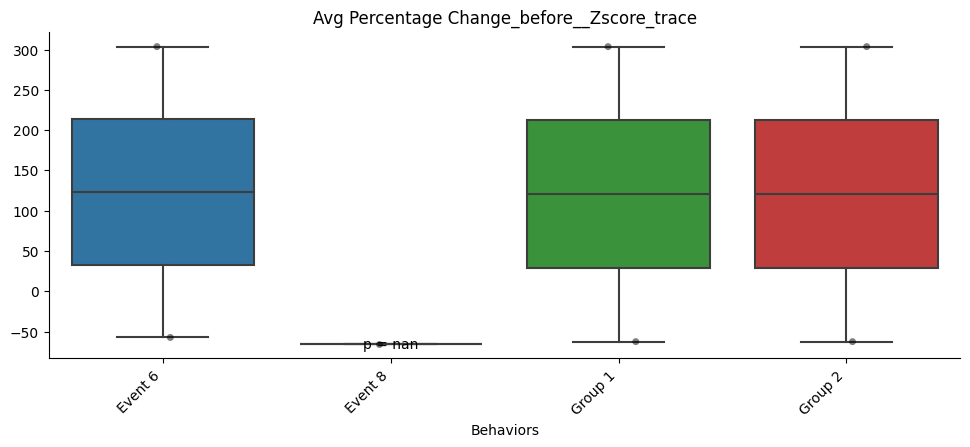 Avg Percentage Change_before__Zscore_trace
300
250
200
150
100
50
0
−50
p = nan
Event 6
Event 8
Group 1
Group 2
Behaviors